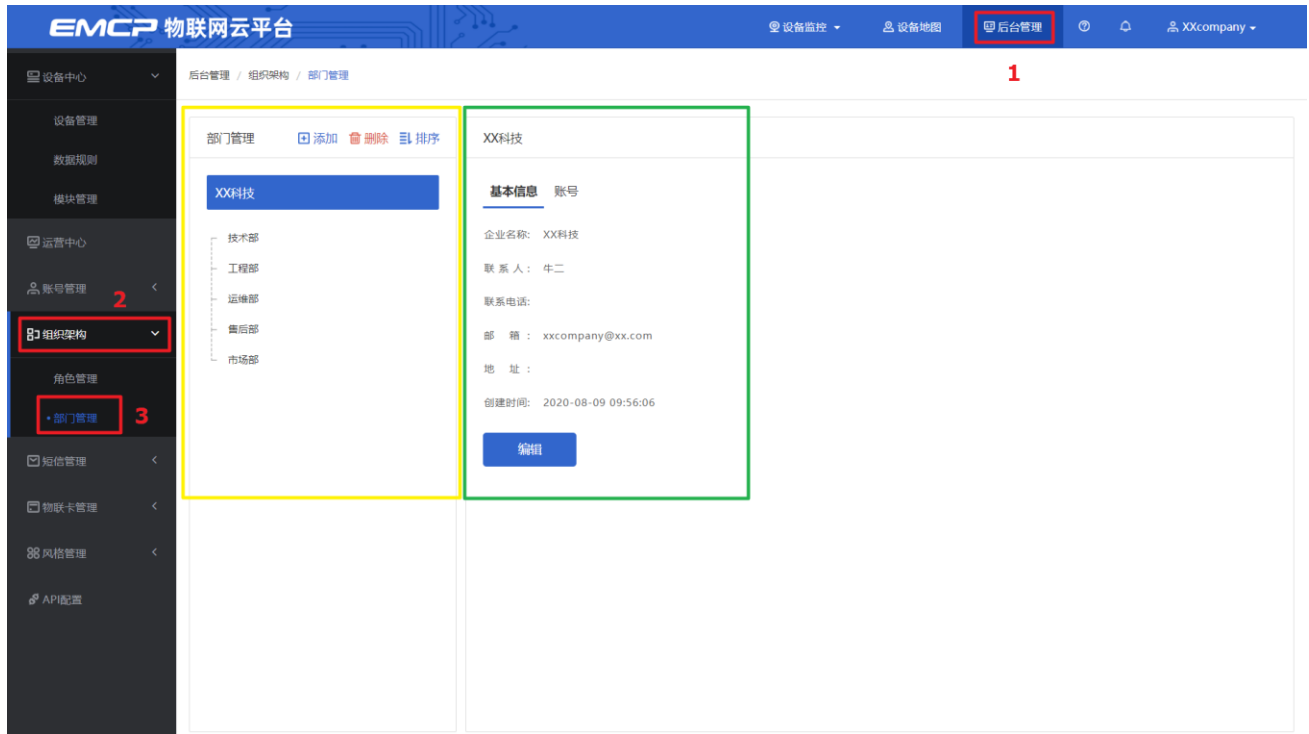 EMCP 物联网云平台 设备监控 设备地图 后台管理 XXcompany
1
设备中心
后台管理 / 组织架构 / 部门管理
设备管理
数据规则
模块管理
运营中心
账号管理
2
组织架构
角色管理
• 部门管理
3
短信管理
物联卡管理
风格管理
API配置
部门管理 添加 删除 排序
XX科技
技术部
工程部
运维部
售后部
市场部
XX科技
基本信息 账号
企业名称: XX科技
联 系 人 : 牛二
联系电话:
邮 箱 : xxcompany@xx.com
地 址 :
创建时间: 2020-08-09 09:56:06
编辑